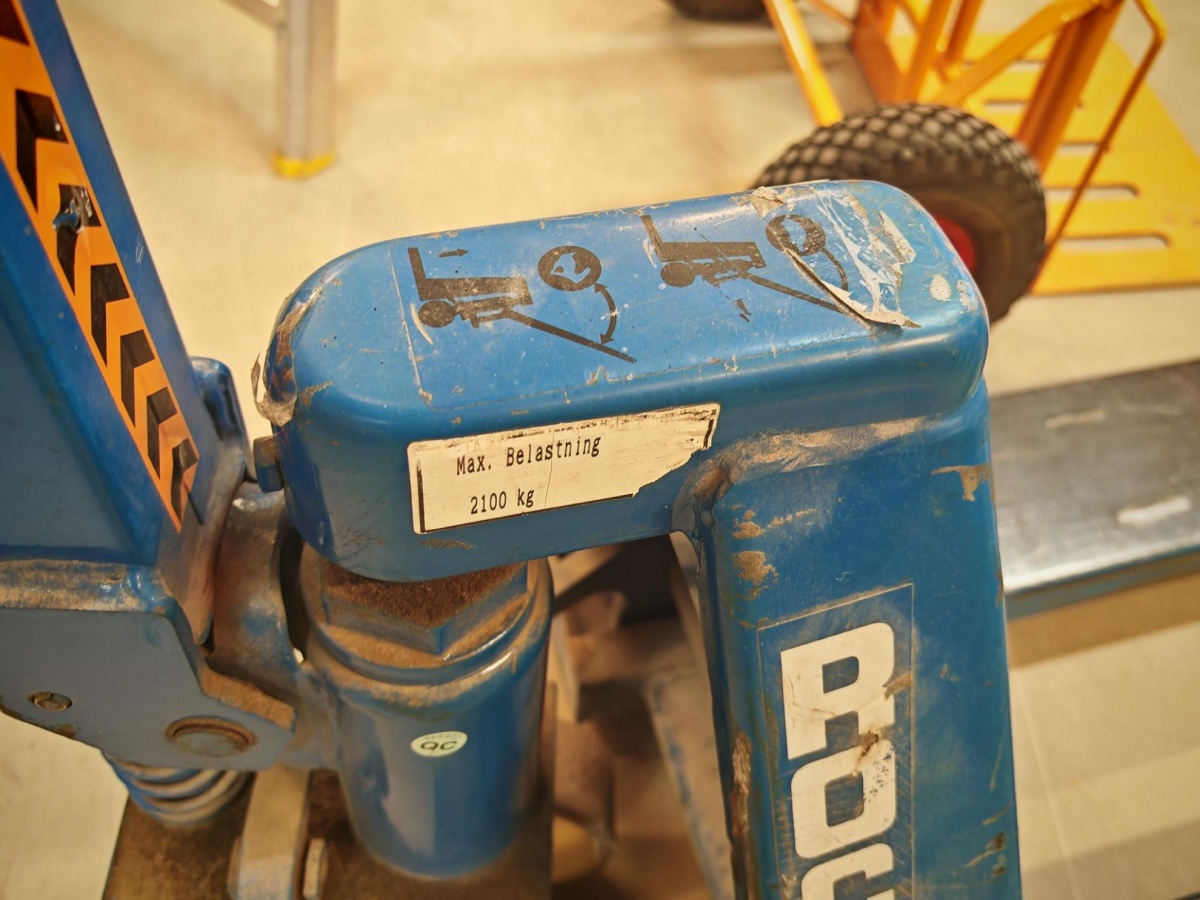 Max. Belastning
2100 kg
QC
ROC